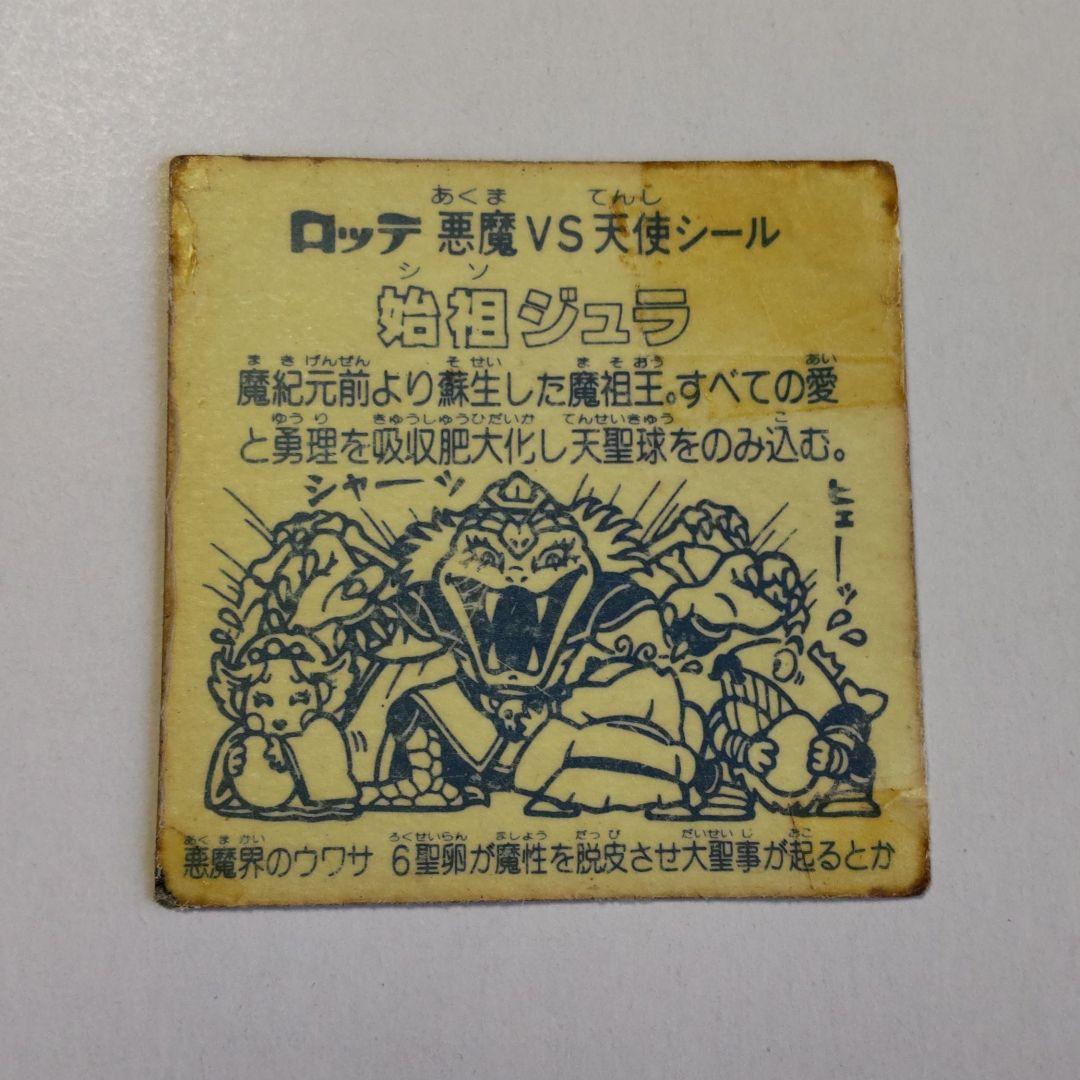 あくま てんし
ロッテ 悪魔VS天使シール
シ ソ
始祖ジュラ
ま き げんぜん そ せい ま そ おう あい
魔紀元前より蘇生した魔祖王。すべての愛
ゆう り きゅうしゅう ひ だい か てんせいきゅう こ
と勇理を吸収肥大化し天聖球をのみ込む。
シャーッ
あく ま かい ろくせいらん ま しょう だっ ぴ だいせい じ おこ
悪魔界のウワサ 6聖卵が魔性を脱皮させ大聖事が起るとか